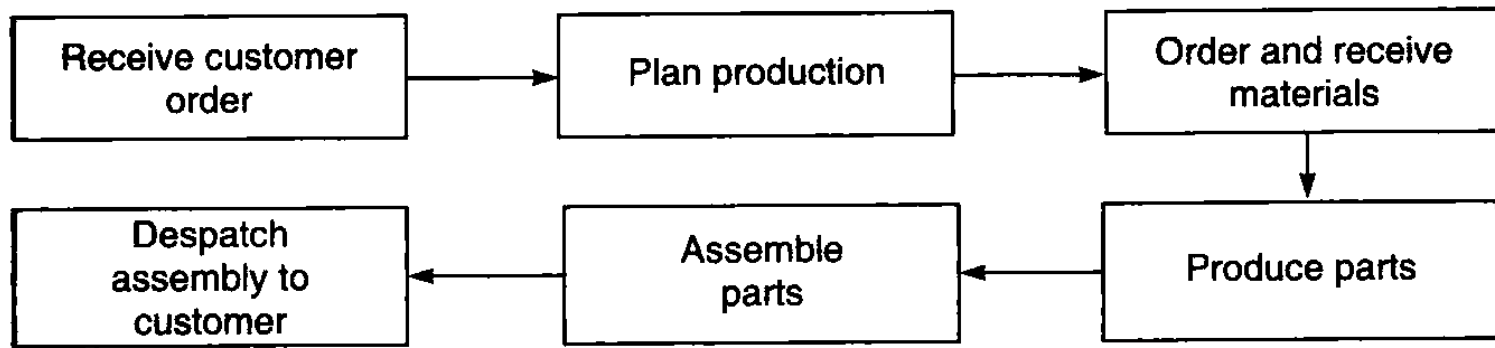 Receive customer
order
Plan production
Order and receive
materials
Despatch
assembly to
customer
Assemble
parts
Produce parts